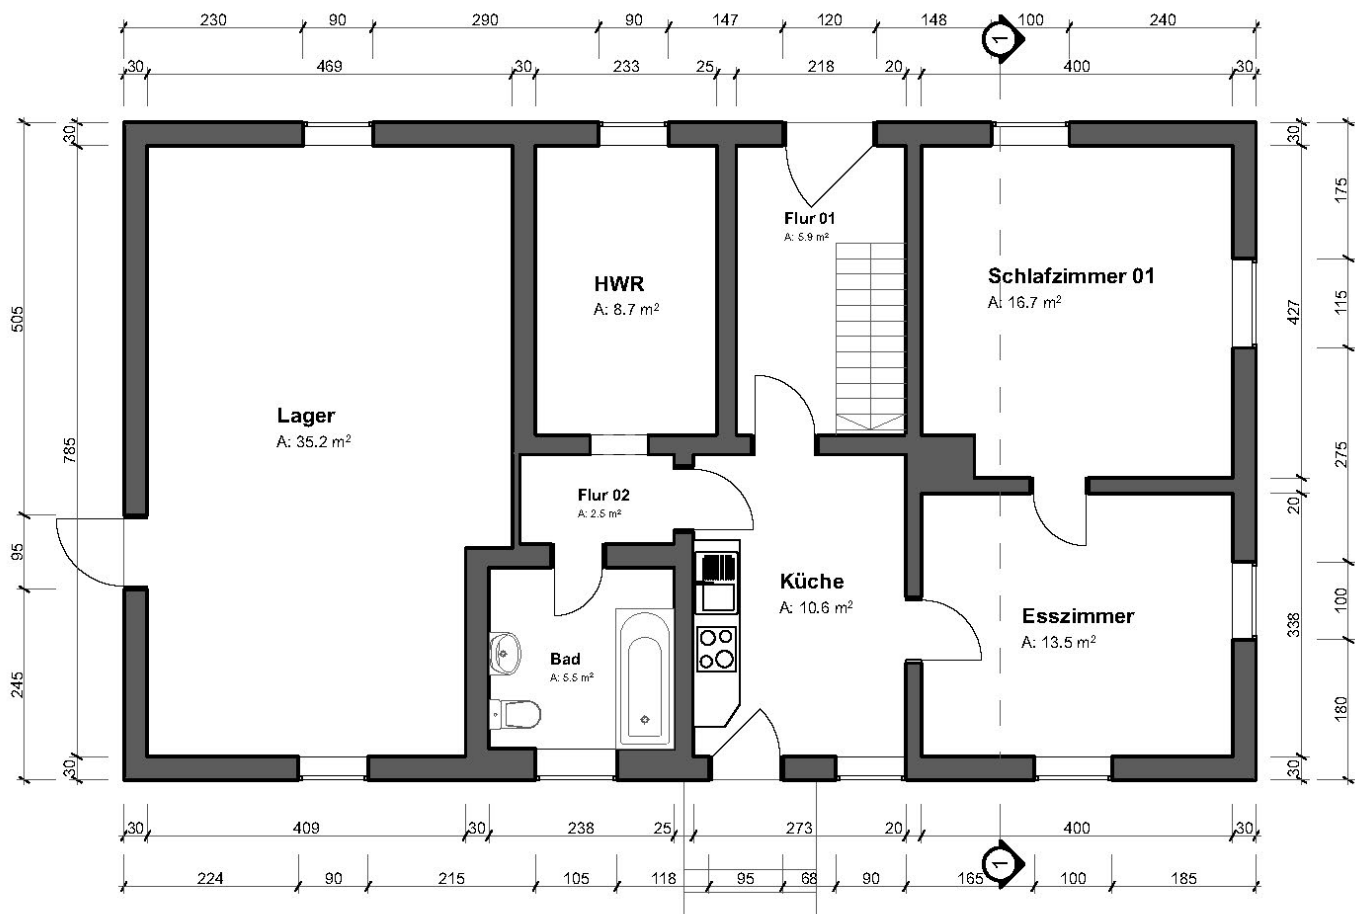 230 90 290 90 147 120 148 100 240
1
30 469 30 233 25 218 20 400 30
30
30
175
Flur 01
A: 5.9 m²
HWR
A: 8.7 m²
Schlafzimmer 01
A: 16.7 m²
115
505
427
Lager
A: 35.2 m²
785
275
Flur 02
A: 2.5 m²
20
95
Küche
A: 10.6 m²
100
Esszimmer
A: 13.5 m²
338
Bad
A: 5.5 m²
245
180
30
30
30 409 30 238 25 273 20 400 30
1
224 90 215 105 118 95 68 90 165 100 185